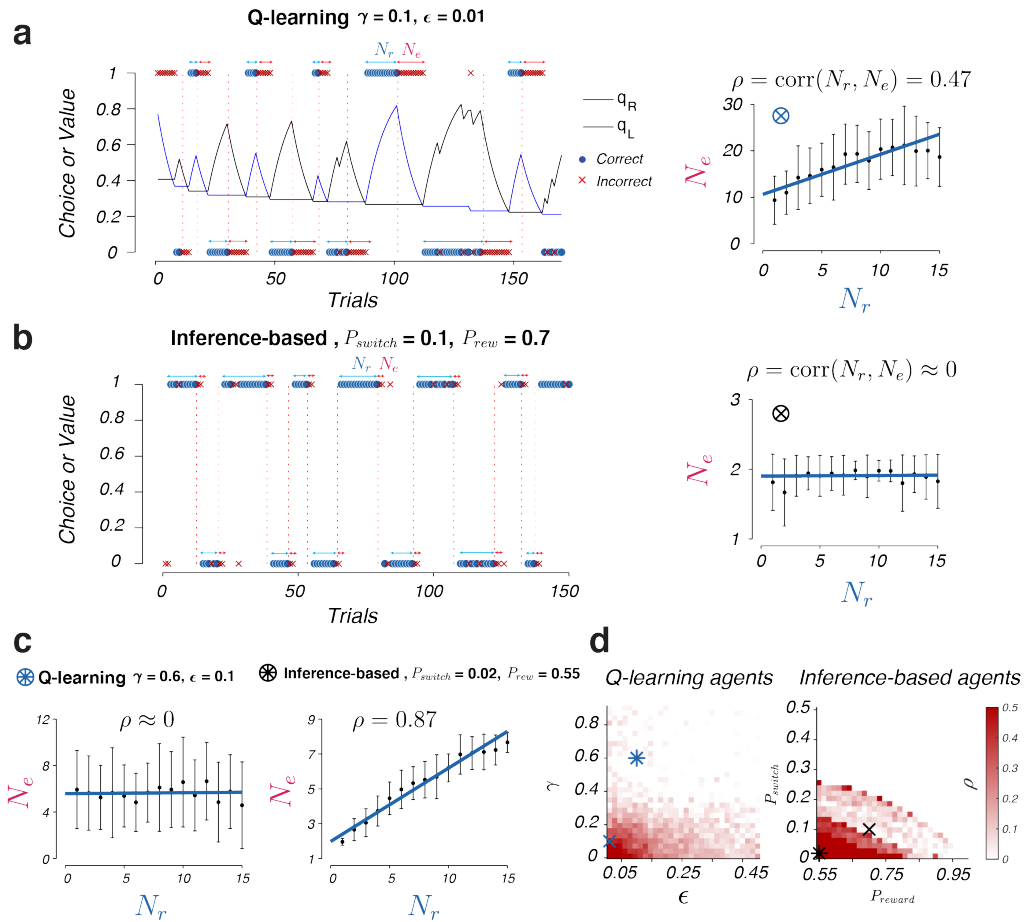 a
Q-learning γ = 0.1, ϵ = 0.01
N_r N_e
Choice or Value
1
0.8
0.6
0.4
0.2
0
0 50 100 150
Trials
q_R
q_L
Correct
Incorrect
ρ = corr(N_r, N_e) = 0.47
N_e
30
20
10
0
0 5 10 15
N_r
b
Inference-based , P_switch = 0.1, P_rew = 0.7
N_r N_e
Choice or Value
1
0.8
0.6
0.4
0.2
0
0 50 100 150
Trials
ρ = corr(N_r, N_e) ≈ 0
N_e
3
2
1
0 5 10 15
N_r
c
Q-learning γ = 0.6, ϵ = 0.1
ρ ≈ 0
N_e
12
8
4
0
0 5 10 15
N_r
Inference-based , P_switch = 0.02, P_rew = 0.55
ρ = 0.87
N_e
9
7
5
3
1
0 5 10 15
N_r
d
Q-learning agents
γ
0.8
0.6
0.4
0.2
0
0.05 0.25 0.45
ϵ
Inference-based agents
P_switch
0.5
0.4
0.3
0.2
0.1
0
0.55 0.75 0.95
P_reward
0.5
0.4
0.3
0.2
0.1
0
ρ